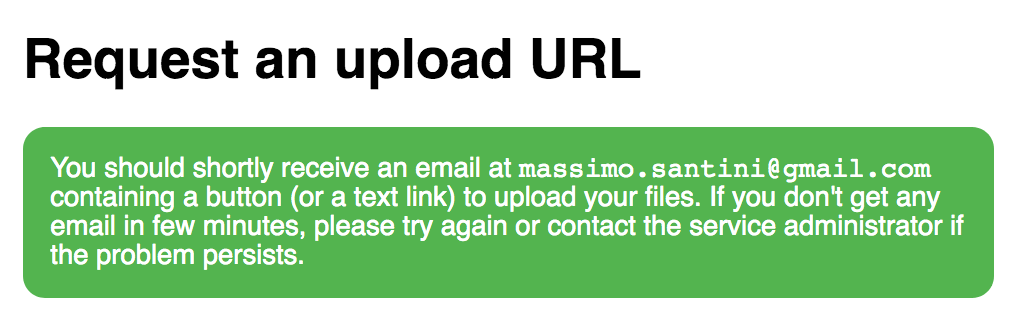 Request an upload URL
You should shortly receive an email at massimo.santini@gmail.com
containing a button (or a text link) to upload your files. If you don't get any
email in few minutes, please try again or contact the service administrator if
the problem persists.